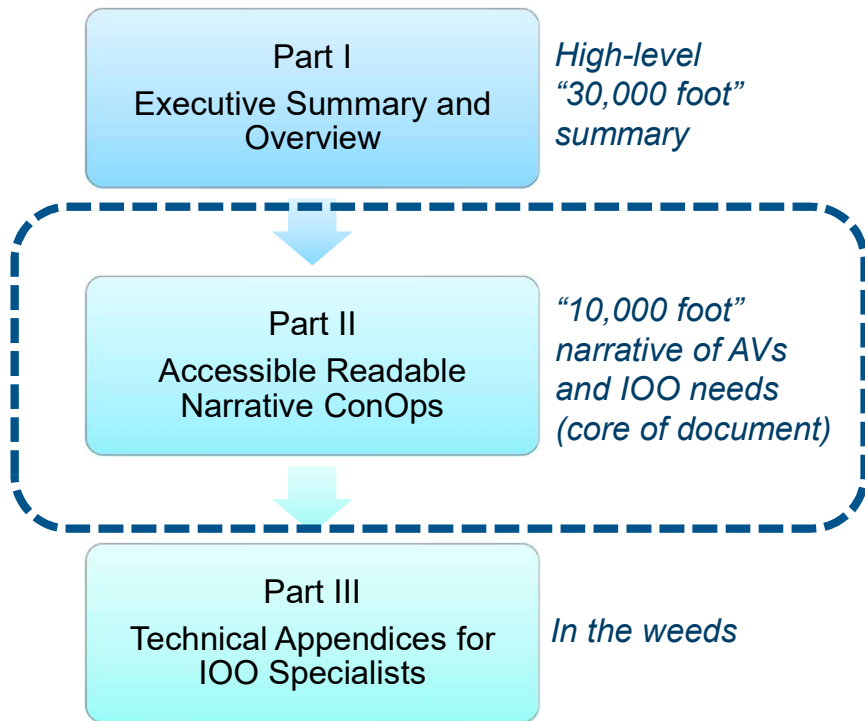 Part I
Executive Summary and
Overview
High-level
“30,000 foot”
summary
Part II
Accessible Readable
Narrative ConOps
“10,000 foot”
narrative of AVs
and IOO needs
(core of document)
Part III
Technical Appendices for
IOO Specialists
In the weeds